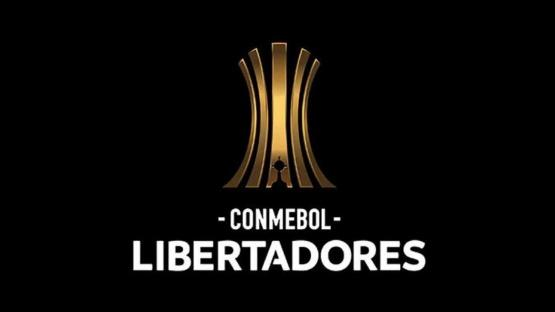 - CONMEBOL -
LIBERTADORES